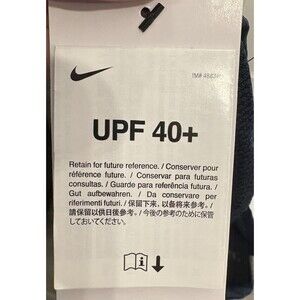 UPF 40+
Retain for future reference. / Conserver pour
référence future. / Conservar para futuras
consultas. / Guarde para referência futura. /
Gut aufbewahren. / Da conservare per
riferimenti futuri. / 保留下来，以备将来参考。/
請保留以供日後參考。/ 今後の参考のために保管
しておいてください。